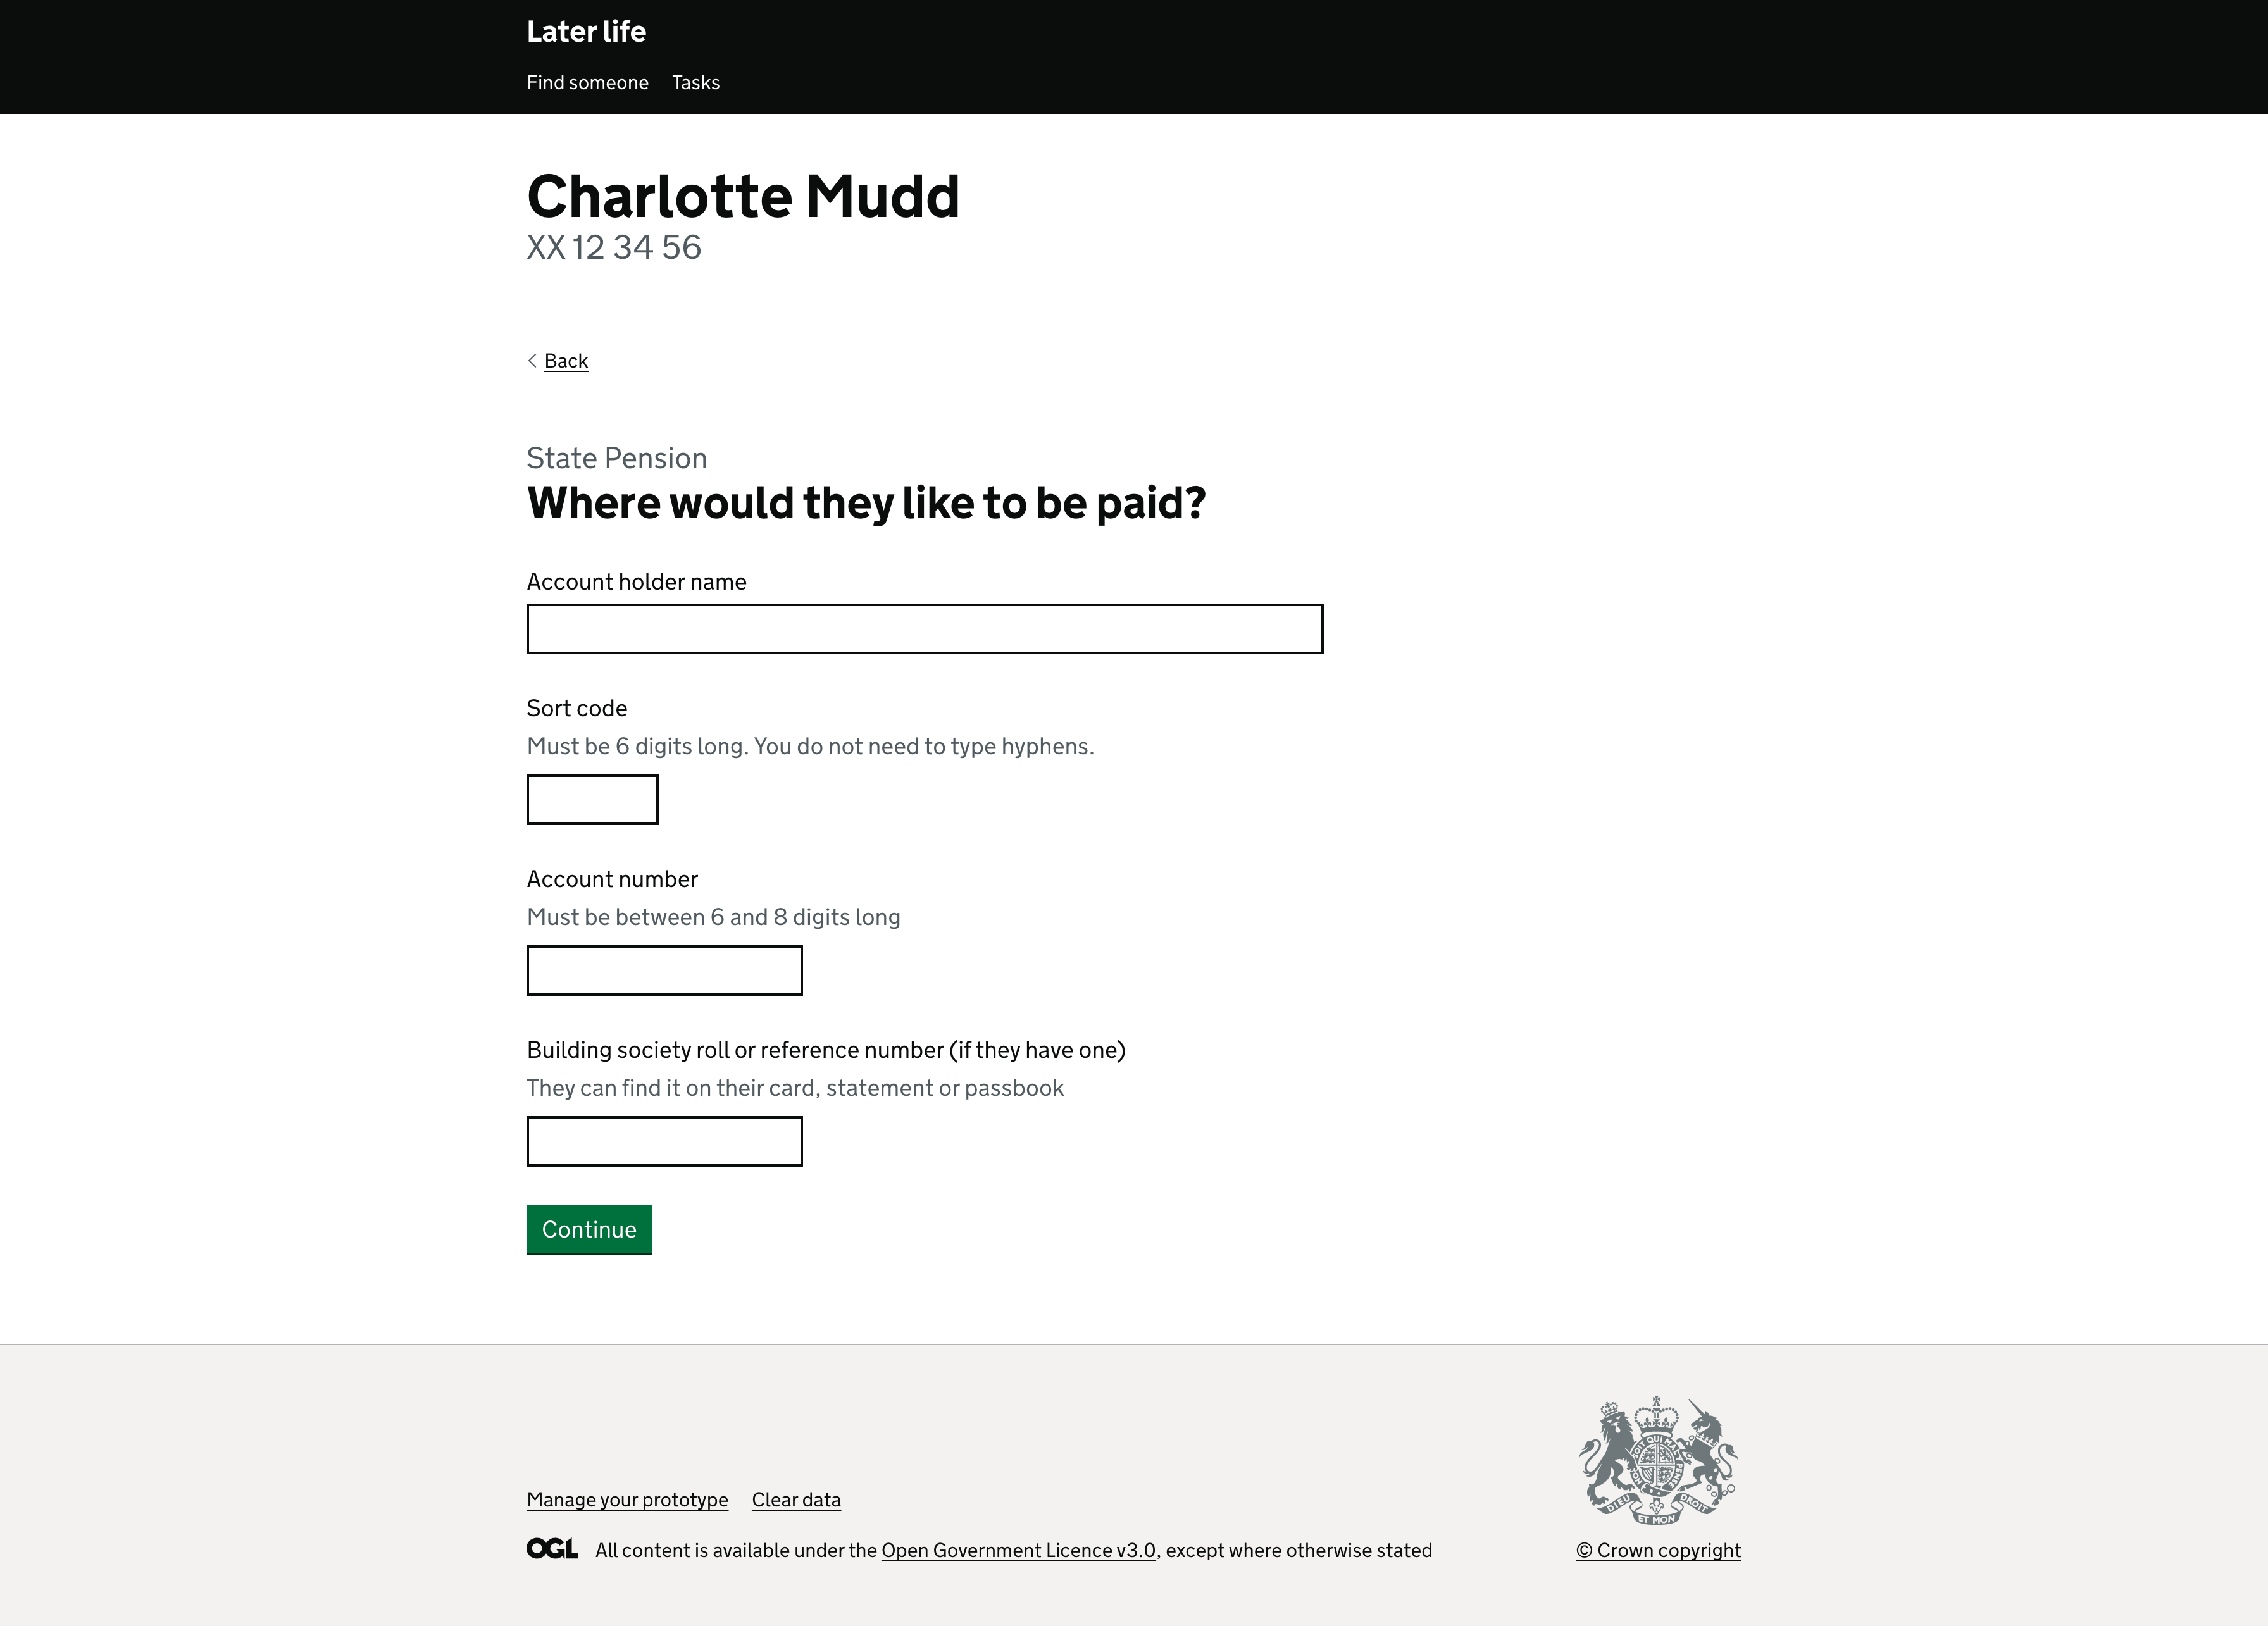 Later life
Find someone Tasks
Charlotte Mudd
XX 12 34 56
Back
State Pension
Where would they like to be paid?
Account holder name
Sort code
Must be 6 digits long. You do not need to type hyphens.
Account number
Must be between 6 and 8 digits long
Building society roll or reference number (if they have one)
They can find it on their card, statement or passbook
Continue
DIEU ET MON DROIT
Manage your prototype Clear data
OGL All content is available under the Open Government Licence v3.0, except where otherwise stated
© Crown copyright